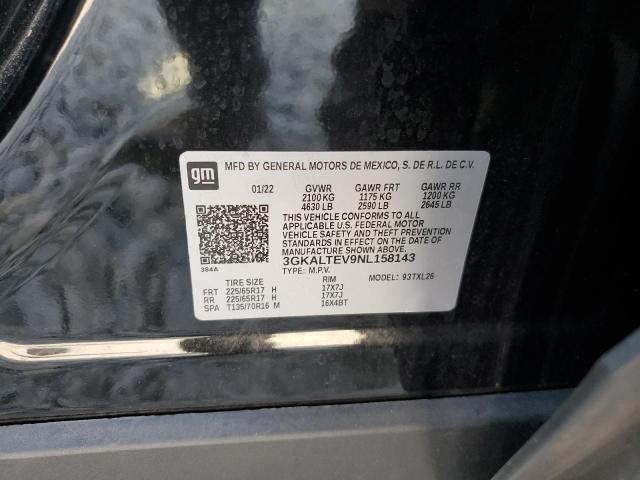 gm MFD BY GENERAL MOTORS DE MEXICO, S. DE R.L. DE C.V.
01/22 GVWR GAWR FRT GAWR RR
2100 KG 1175 KG 1200 KG
4630 LB 2590 LB 2645 LB
THIS VEHICLE CONFORMS TO ALL APPLICABLE U.S. FEDERAL MOTOR
VEHICLE SAFETY AND THEFT PREVENTION STANDARDS IN EFFECT ON THE DATE OF MANUFACTURE SHOWN ABOVE.
3GKALTEV9NL158143
384A TYPE: M.P.V. MODEL: 93TXL26
TIRE SIZE RIM
FRT 225/65R17 H 17X7J
RR 225/65R17 H 17X7J
SPA T135/70R16 M 16X4BT